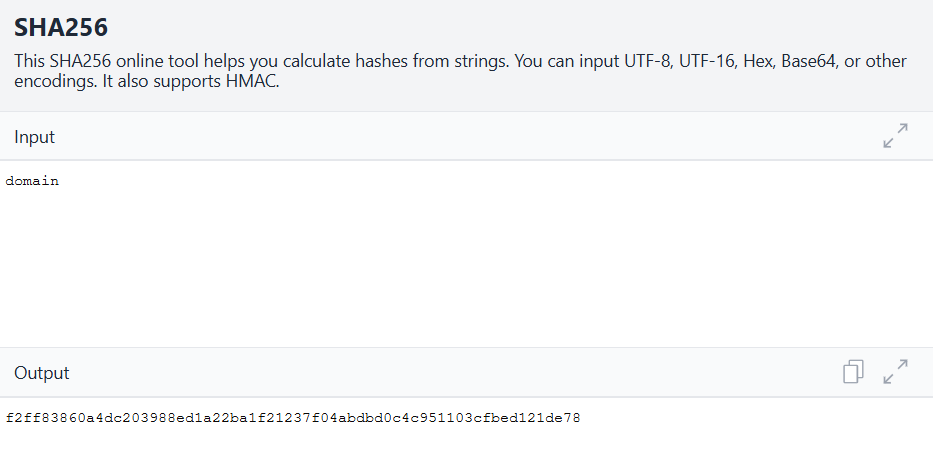 SHA256
This SHA256 online tool helps you calculate hashes from strings. You can input UTF-8, UTF-16, Hex, Base64, or other
encodings. It also supports HMAC.
Input
domain
Output
f2ff83860a4dc203988ed1a22ba1f21237f04abdbd0c4c951103cfbed121de78